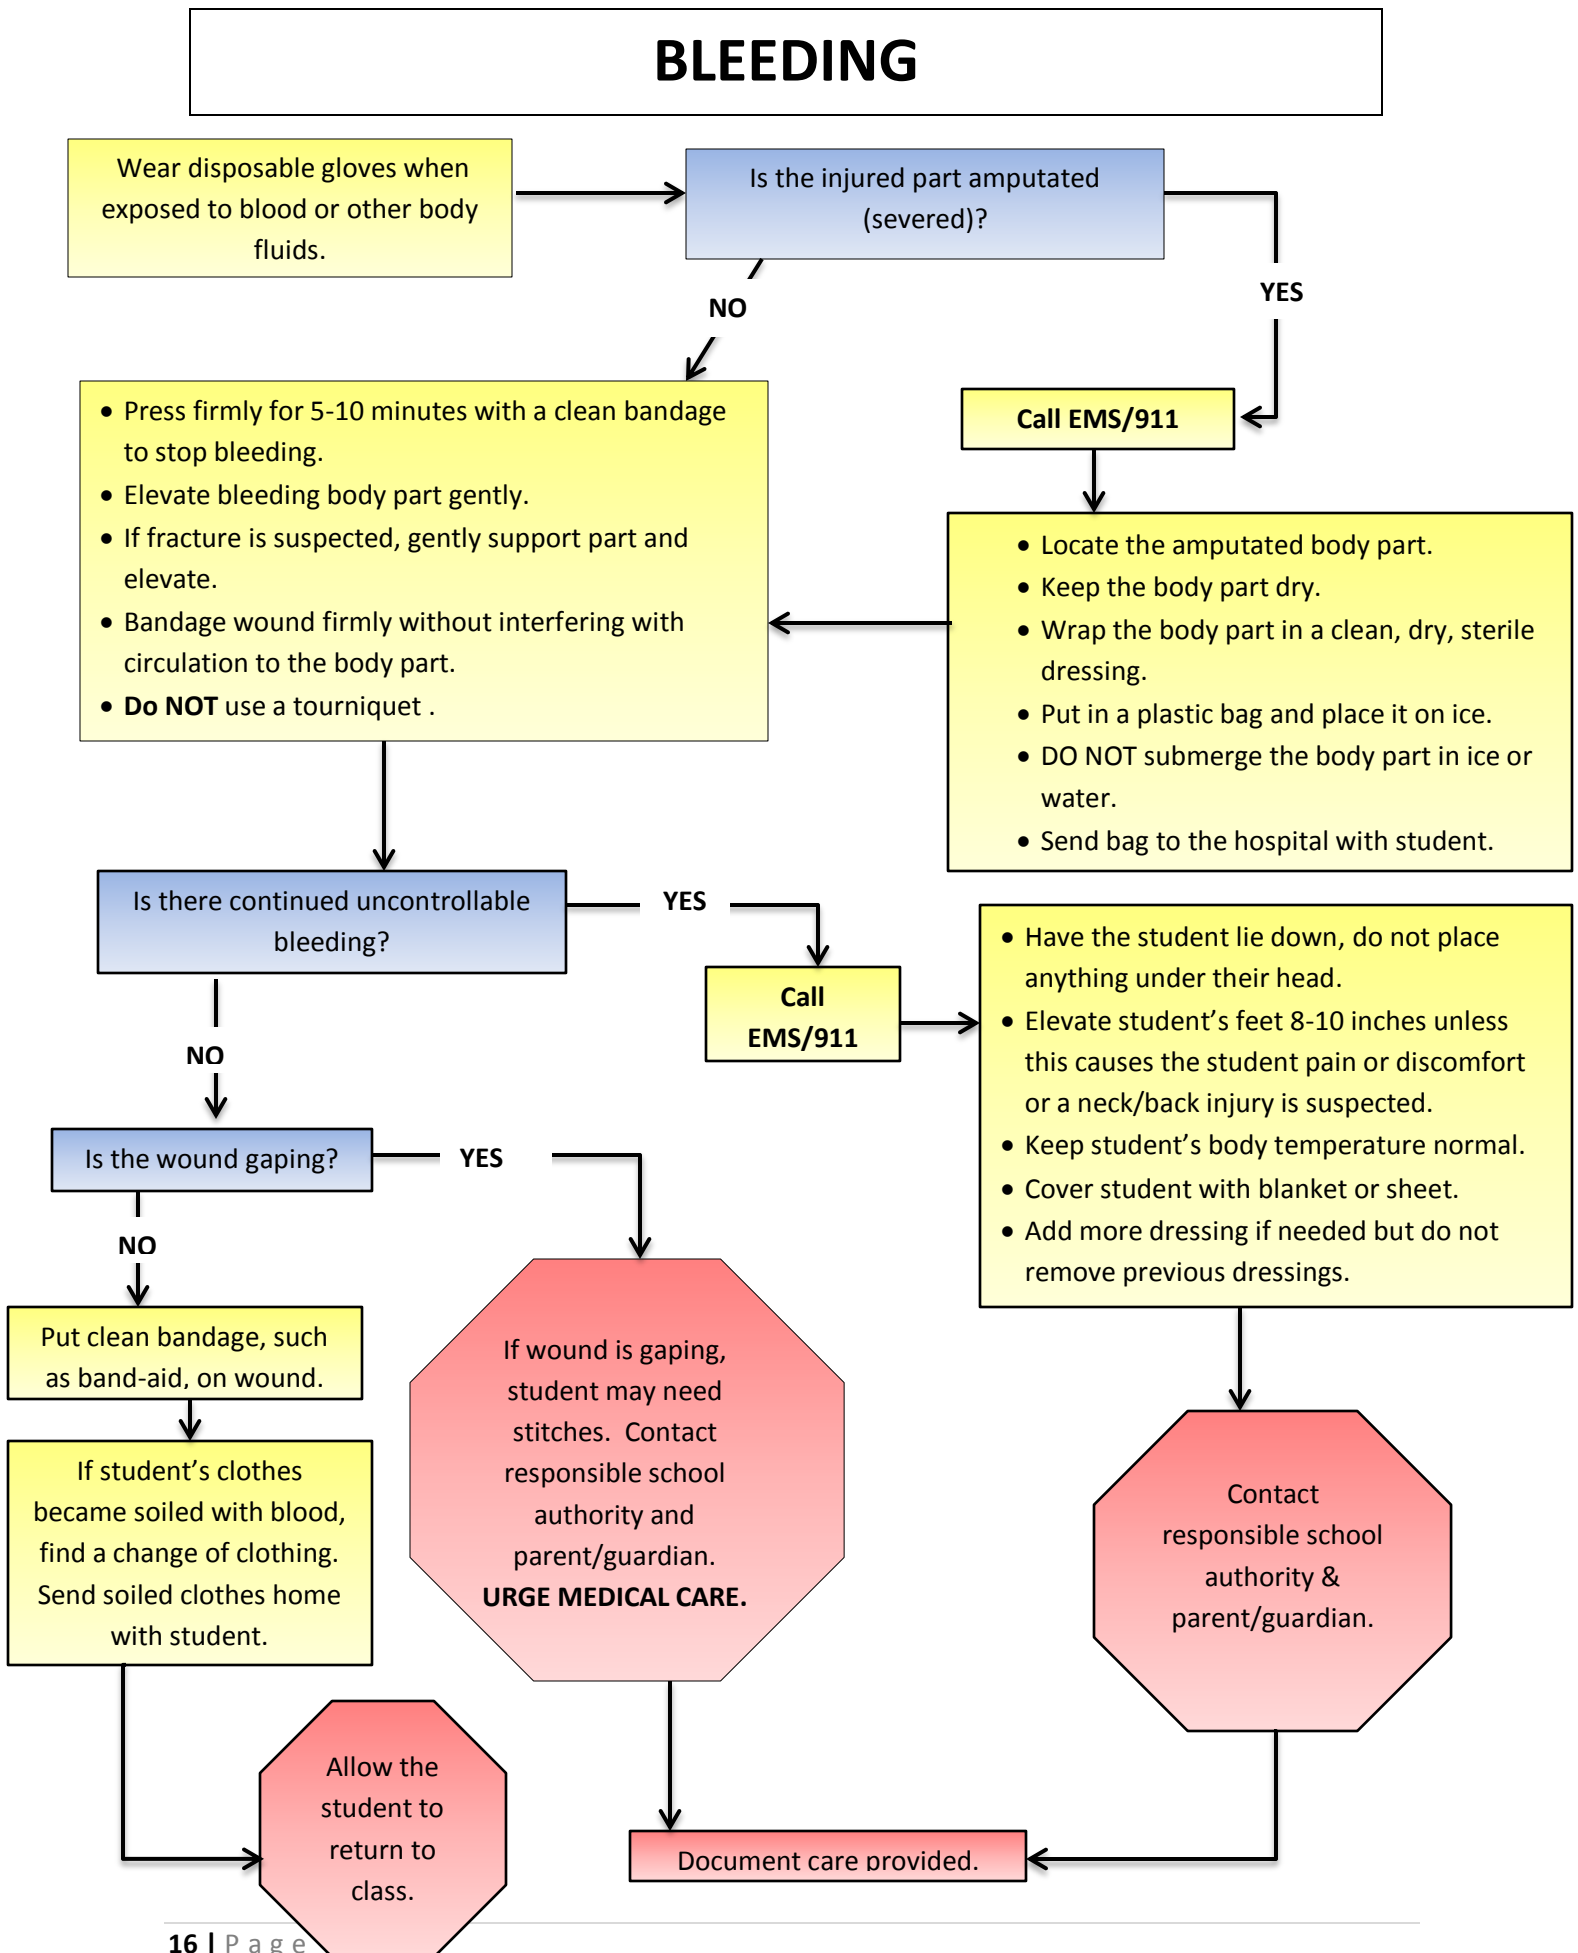 BLEEDING
Wear disposable gloves when
exposed to blood or other body
fluids.
Is the injured part amputated
(severed)?
NO
YES
• Press firmly for 5-10 minutes with a clean bandage
to stop bleeding.
• Elevate bleeding body part gently.
• If fracture is suspected, gently support part and
elevate.
• Bandage wound firmly without interfering with
circulation to the body part.
• Do NOT use a tourniquet .
Call EMS/911
• Locate the amputated body part.
• Keep the body part dry.
• Wrap the body part in a clean, dry, sterile
dressing.
• Put in a plastic bag and place it on ice.
• DO NOT submerge the body part in ice or
water.
• Send bag to the hospital with student.
Is there continued uncontrollable
bleeding?
YES
NO
Call
EMS/911
• Have the student lie down, do not place
anything under their head.
• Elevate student’s feet 8-10 inches unless
this causes the student pain or discomfort
or a neck/back injury is suspected.
• Keep student’s body temperature normal.
• Cover student with blanket or sheet.
• Add more dressing if needed but do not
remove previous dressings.
Is the wound gaping?
YES
NO
Put clean bandage, such
as band-aid, on wound.
If student’s clothes
became soiled with blood,
find a change of clothing.
Send soiled clothes home
with student.
If wound is gaping,
student may need
stitches.  Contact
responsible school
authority and
parent/guardian.
URGE MEDICAL CARE.
Contact
responsible school
authority &
parent/guardian.
Allow the
student to
return to
class.
Document care provided.
16 | Page